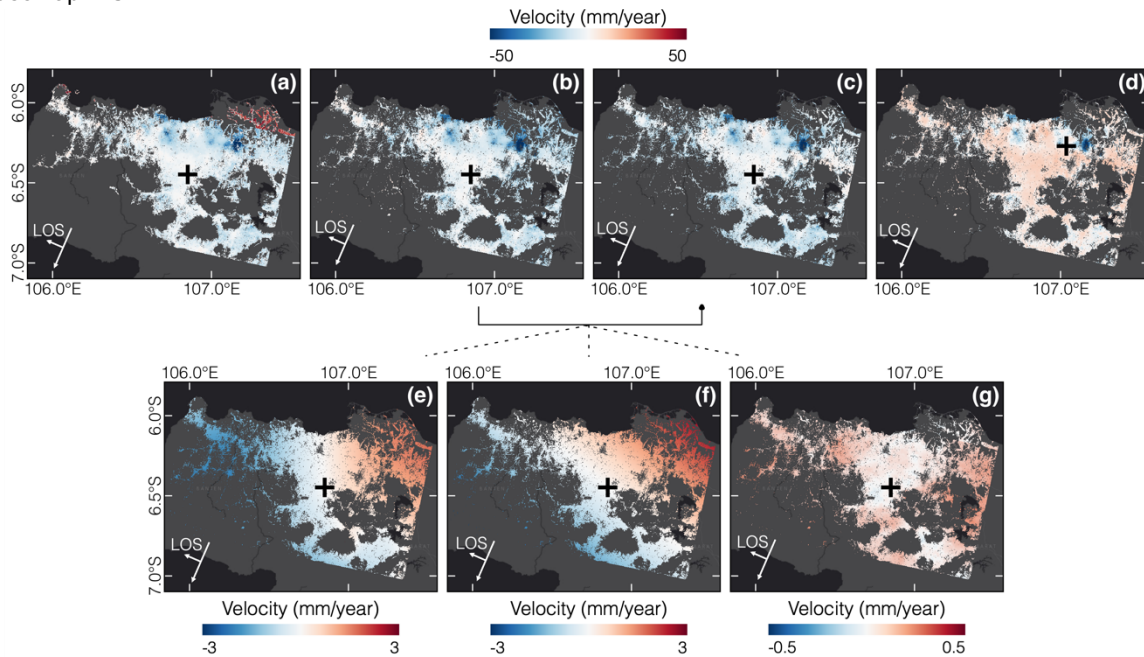 Velocity (mm/year)
-50 50
(a) (b) (c) (d)
6.0°S
6.5°S
7.0°S
LOS LOS LOS LOS
106.0°E 107.0°E 106.0°E 107.0°E 106.0°E 107.0°E 106.0°E 107.0°E
106.0°E 107.0°E 106.0°E 107.0°E 106.0°E 107.0°E
(e) (f) (g)
6.0°S
6.5°S
7.0°S
LOS LOS LOS
Velocity (mm/year) Velocity (mm/year) Velocity (mm/year)
-3 3 -3 3 -0.5 0.5